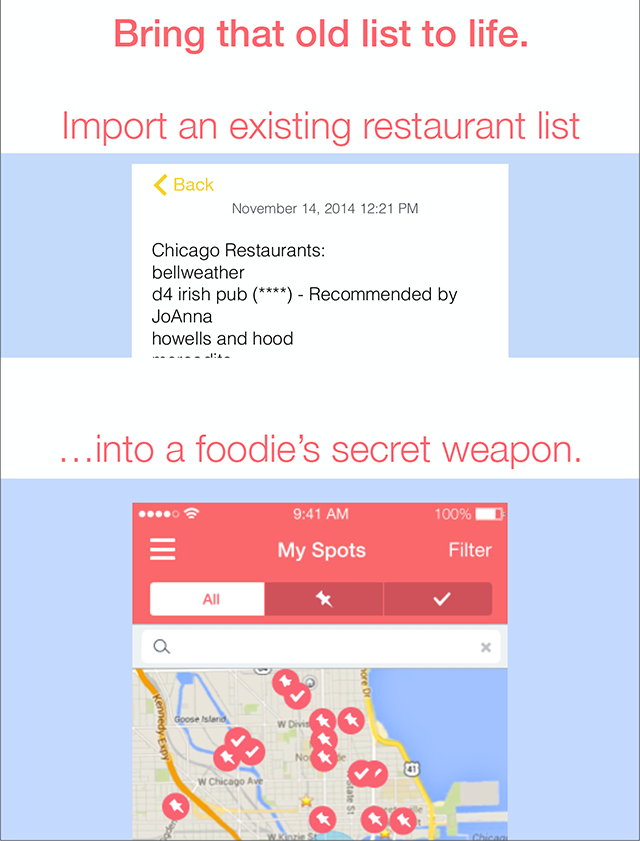 Bring that old list to life.
Import an existing restaurant list
Back
November 14, 2014 12:21 PM
Chicago Restaurants:
bellweather
d4 irish pub (****) - Recommended by
JoAnna
howells and hood
…into a foodie's secret weapon.
9:41 AM
100%
My Spots
Filter
All
Kennedy Expy
Goose Island
W Divis
41
W Chicago Ave
State St
W Kinzie St
Chicago